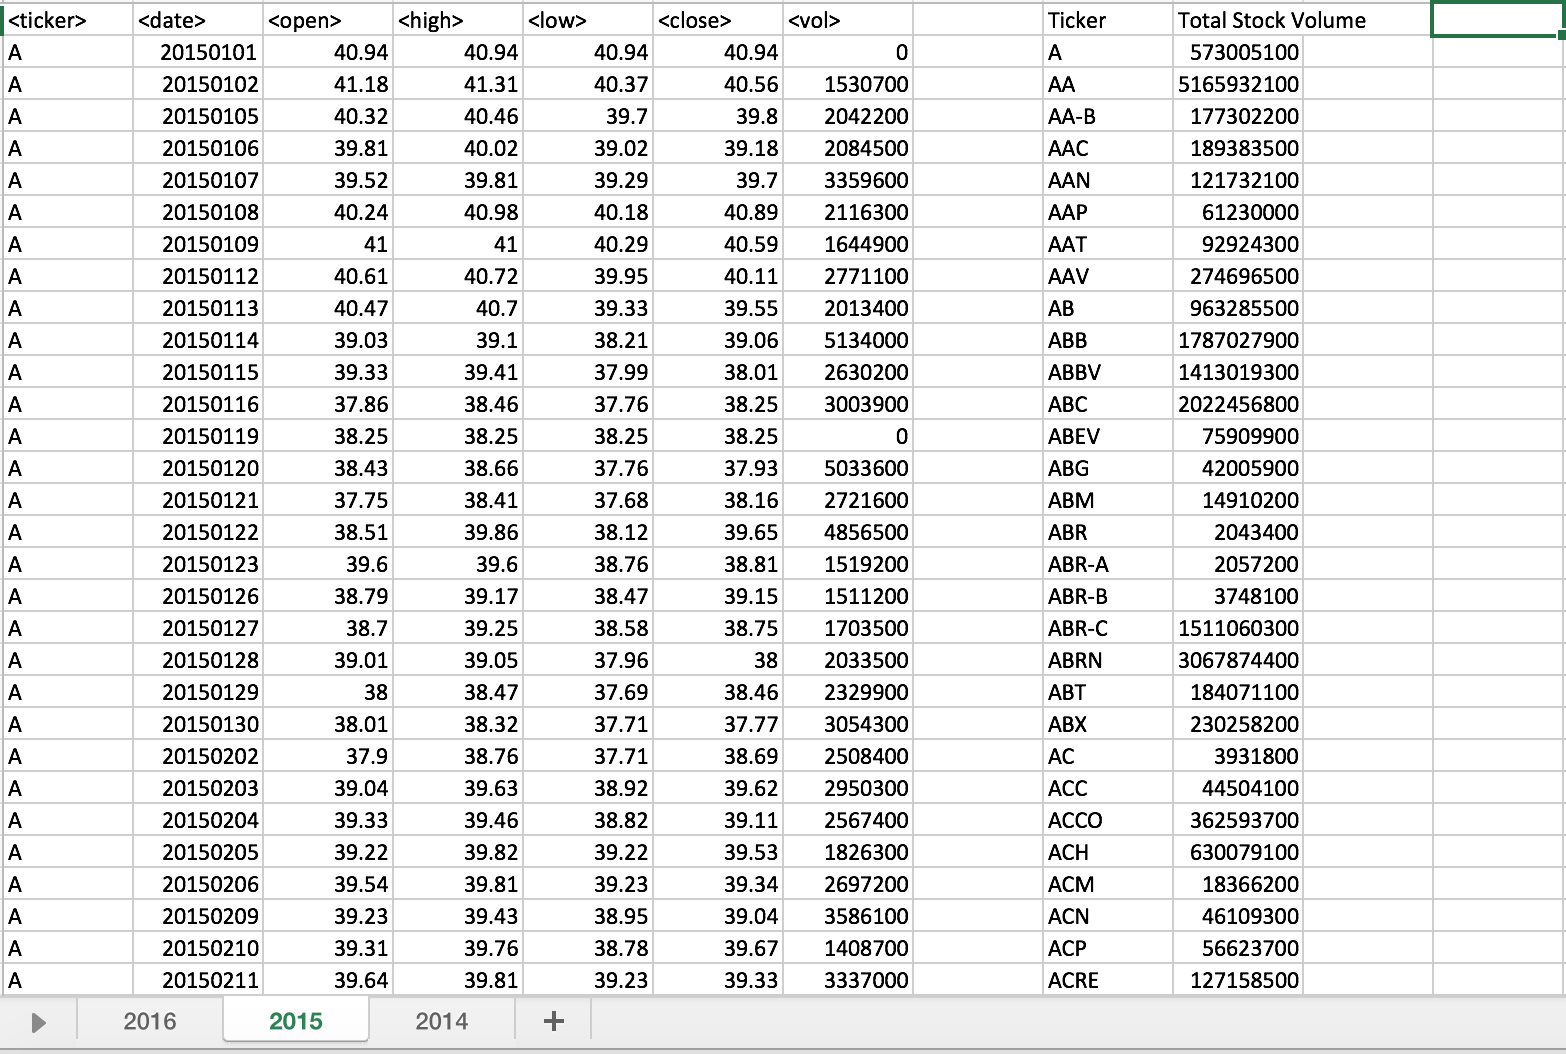 <ticker> <date> <open> <high> <low> <close> <vol> Ticker Total Stock Volume
A 20150101 40.94 40.94 40.94 40.94 0 A 573005100
A 20150102 41.18 41.31 40.37 40.56 1530700 AA 5165932100
A 20150105 40.32 40.46 39.7 39.8 2042200 AA-B 177302200
A 20150106 39.81 40.02 39.02 39.18 2084500 AAC 189383500
A 20150107 39.52 39.81 39.29 39.7 3359600 AAN 121732100
A 20150108 40.24 40.98 40.18 40.89 2116300 AAP 61230000
A 20150109 41 41 40.29 40.59 1644900 AAT 92924300
A 20150112 40.61 40.72 39.95 40.11 2771100 AAV 274696500
A 20150113 40.47 40.7 39.33 39.55 2013400 AB 963285500
A 20150114 39.03 39.1 38.21 39.06 5134000 ABB 1787027900
A 20150115 39.33 39.41 37.99 38.01 2630200 ABBV 1413019300
A 20150116 37.86 38.46 37.76 38.25 3003900 ABC 2022456800
A 20150119 38.25 38.25 38.25 38.25 0 ABEV 75909900
A 20150120 38.43 38.66 37.76 37.93 5033600 ABG 42005900
A 20150121 37.75 38.41 37.68 38.16 2721600 ABM 14910200
A 20150122 38.51 39.86 38.12 39.65 4856500 ABR 2043400
A 20150123 39.6 39.6 38.76 38.81 1519200 ABR-A 2057200
A 20150126 38.79 39.17 38.47 39.15 1511200 ABR-B 3748100
A 20150127 38.7 39.25 38.58 38.75 1703500 ABR-C 1511060300
A 20150128 39.01 39.05 37.96 38 2033500 ABRN 3067874400
A 20150129 38 38.47 37.69 38.46 2329900 ABT 184071100
A 20150130 38.01 38.32 37.71 37.77 3054300 ABX 230258200
A 20150202 37.9 38.76 37.71 38.69 2508400 AC 3931800
A 20150203 39.04 39.63 38.92 39.62 2950300 ACC 44504100
A 20150204 39.33 39.46 38.82 39.11 2567400 ACCO 362593700
A 20150205 39.22 39.82 39.22 39.53 1826300 ACH 630079100
A 20150206 39.54 39.81 39.23 39.34 2697200 ACM 18366200
A 20150209 39.23 39.43 38.95 39.04 3586100 ACN 46109300
A 20150210 39.31 39.76 38.78 39.67 1408700 ACP 56623700
A 20150211 39.64 39.81 39.23 39.33 3337000 ACRE 127158500
2016 2015 2014 +